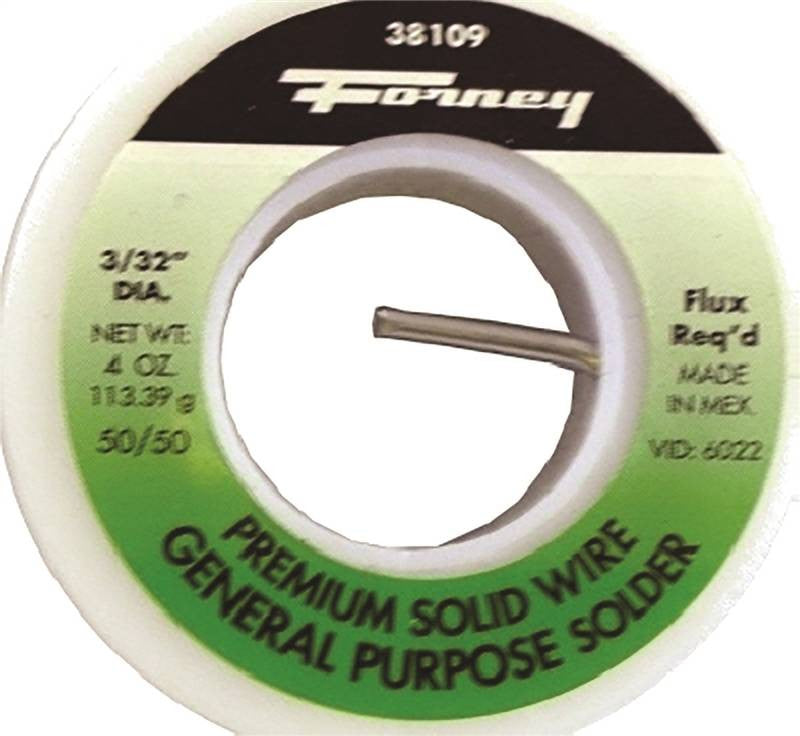 38109
Forney
3/32" DIA.
NET WT.
4 OZ.
113.39 g
50/50
Flux
Req'd
MADE
IN MEX.
VID: 6022
PREMIUM SOLID WIRE
GENERAL PURPOSE SOLDER